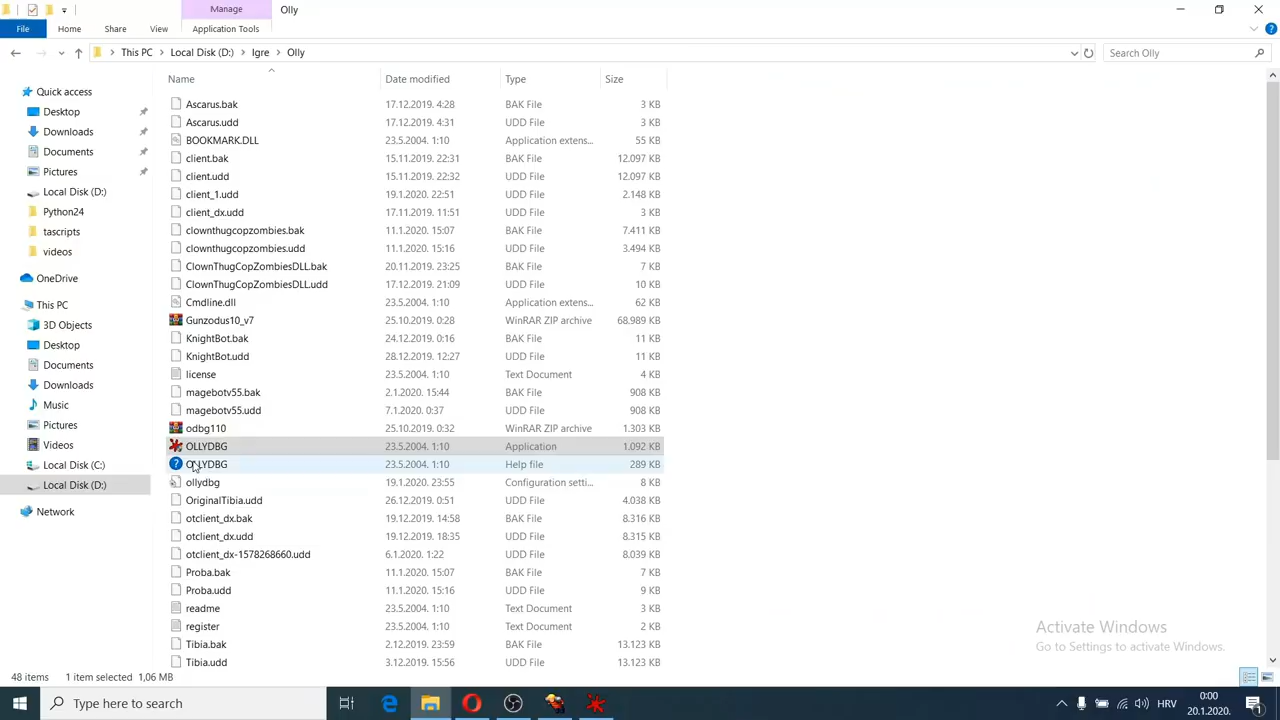 Manage
Olly
File
Home
Share
View
Application Tools
This PC
Local Disk (D:)
Igre
Olly
Search Olly
Name
Date modified
Type
Size
Quick access
Desktop
Downloads
Documents
Pictures
Local Disk (D:)
Python24
tascripts
videos
OneDrive
This PC
3D Objects
Desktop
Documents
Downloads
Music
Pictures
Videos
Local Disk (C:)
Local Disk (D:)
Network
Ascarus.bak 17.12.2019. 4:28 BAK File 3 KB
Ascarus.udd 17.12.2019. 4:31 UDD File 3 KB
BOOKMARK.DLL 23.5.2004. 1:10 Application extens... 55 KB
client.bak 15.11.2019. 22:31 BAK File 12.097 KB
client.udd 15.11.2019. 22:32 UDD File 12.097 KB
client_1.udd 19.1.2020. 22:51 UDD File 2.148 KB
client_dx.udd 17.11.2019. 11:51 UDD File 3 KB
clownthugcopzombies.bak 11.1.2020. 15:07 BAK File 7.411 KB
clownthugcopzombies.udd 11.1.2020. 15:16 UDD File 3.494 KB
ClownThugCopZombiesDLL.bak 20.11.2019. 23:25 BAK File 7 KB
ClownThugCopZombiesDLL.udd 17.12.2019. 21:09 UDD File 10 KB
Cmdline.dll 23.5.2004. 1:10 Application extens... 62 KB
Gunzodus10_v7 25.10.2019. 0:28 WinRAR ZIP archive 68.989 KB
KnightBot.bak 24.12.2019. 0:16 BAK File 11 KB
KnightBot.udd 28.12.2019. 12:27 UDD File 11 KB
license 23.5.2004. 1:10 Text Document 4 KB
magebotv55.bak 2.1.2020. 15:44 BAK File 908 KB
magebotv55.udd 7.1.2020. 0:37 UDD File 908 KB
odbg110 25.10.2019. 0:32 WinRAR ZIP archive 1.303 KB
OLLYDBG 23.5.2004. 1:10 Application 1.092 KB
OLLYDBG 23.5.2004. 1:10 Help file 289 KB
ollydbg 19.1.2020. 23:55 Configuration setti... 8 KB
OriginalTibia.udd 26.12.2019. 0:51 UDD File 4.038 KB
otclient_dx.bak 19.12.2019. 14:58 BAK File 8.316 KB
otclient_dx.udd 19.12.2019. 18:35 UDD File 8.315 KB
otclient_dx-1578268660.udd 6.1.2020. 1:22 UDD File 8.039 KB
Proba.bak 11.1.2020. 15:07 BAK File 7 KB
Proba.udd 11.1.2020. 15:16 UDD File 9 KB
readme 23.5.2004. 1:10 Text Document 3 KB
register 23.5.2004. 1:10 Text Document 2 KB
Tibia.bak 2.12.2019. 23:59 BAK File 13.123 KB
Tibia.udd 3.12.2019. 15:56 UDD File 13.123 KB
Activate Windows
Go to Settings to activate Windows.
48 items 1 item selected 1,06 MB
Type here to search
HRV
0:00
20.1.2020.
1